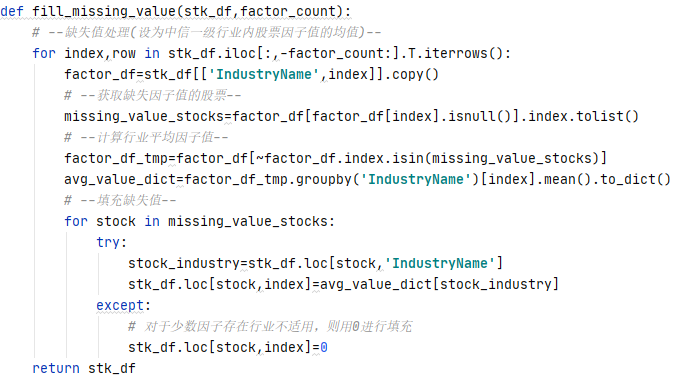 def fill_missing_value(stk_df,factor_count):
    # --缺失值处理(设为中信一级行业内股票因子值的均值)--
    for index,row in stk_df.iloc[:,-factor_count:].T.iterrows():
        factor_df=stk_df[['IndustryName',index]].copy()
        # --获取缺失因子值的股票--
        missing_value_stocks=factor_df[factor_df[index].isnull()].index.tolist()
        # --计算行业平均因子值--
        factor_df_tmp=factor_df[~factor_df.index.isin(missing_value_stocks)]
        avg_value_dict=factor_df_tmp.groupby('IndustryName')[index].mean().to_dict()
        # --填充缺失值--
        for stock in missing_value_stocks:
            try:
                stock_industry=stk_df.loc[stock,'IndustryName']
                stk_df.loc[stock,index]=avg_value_dict[stock_industry]
            except:
                # 对于少数因子存在行业不适用，则用0进行填充
                stk_df.loc[stock,index]=0
    return stk_df